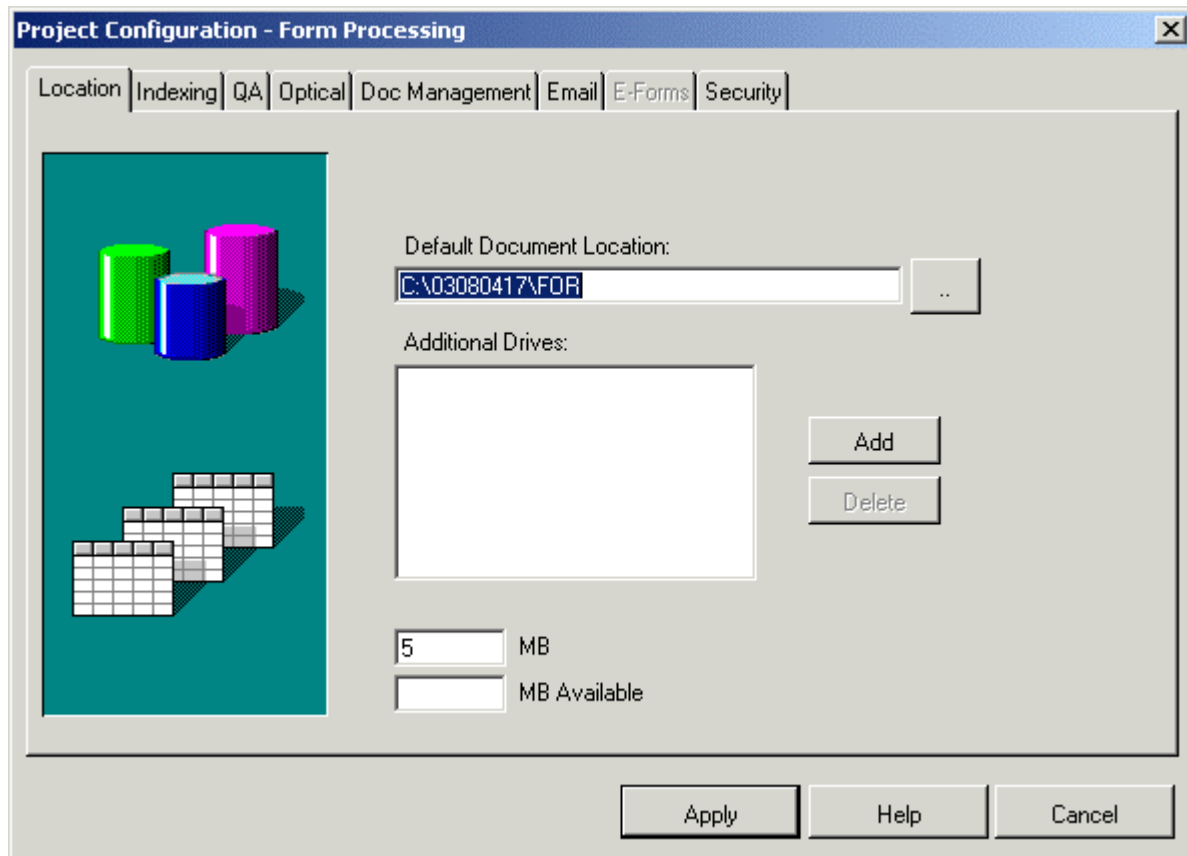 Project Configuration - Form Processing
Location Indexing QA Optical Doc Management Email E-Forms Security
Default Document Location:
C:\03080417\FOR
..
Additional Drives:
Add
Delete
5 MB
MB Available
Apply Help Cancel